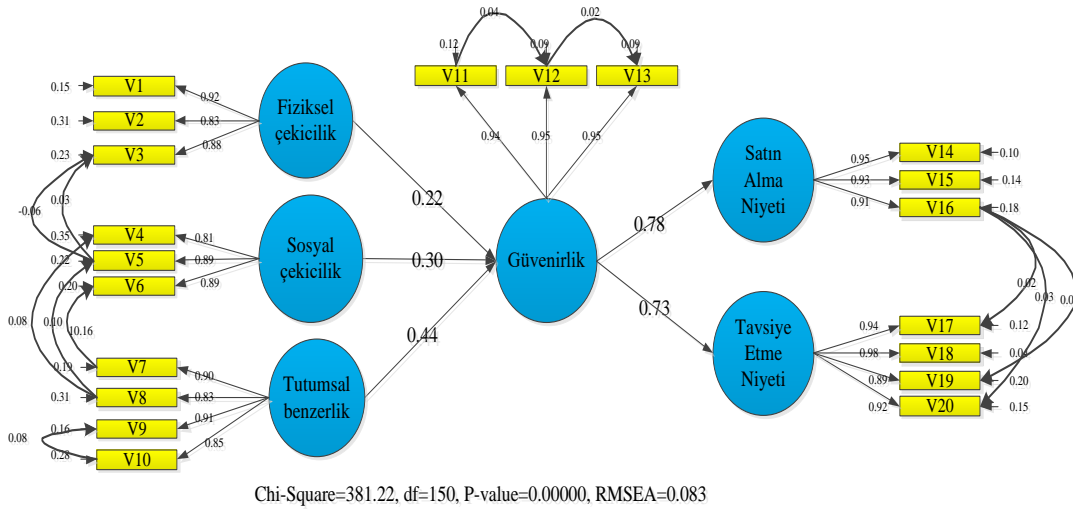 0.04
0.02
0.12
0.09
0.09
V11
V12
V13
0.94
0.95
0.95
0.15
V1
0.92
0.31
V2
0.83
0.23
V3
0.88
Fiziksel
çekicilik
0.22
-0.06
0.03
0.35
V4
0.81
0.22
V5
0.89
0.20
V6
0.89
Sosyal
çekicilik
0.30
0.08
0.10
0.16
0.19
V7
0.90
0.31
V8
0.83
0.16
V9
0.91
0.08
0.28
V10
0.85
Tutumsal
benzerlik
0.44
Güvenirlik
0.78
0.73
Satın
Alma
Niyeti
0.95
V14
0.10
0.93
V15
0.14
0.91
V16
0.18
0.02
0.03
Tavsiye
Etme
Niyeti
0.94
V17
0.12
0.98
V18
0.89
V19
0.20
0.92
V20
0.15
Chi-Square=381.22, df=150, P-value=0.00000, RMSEA=0.083